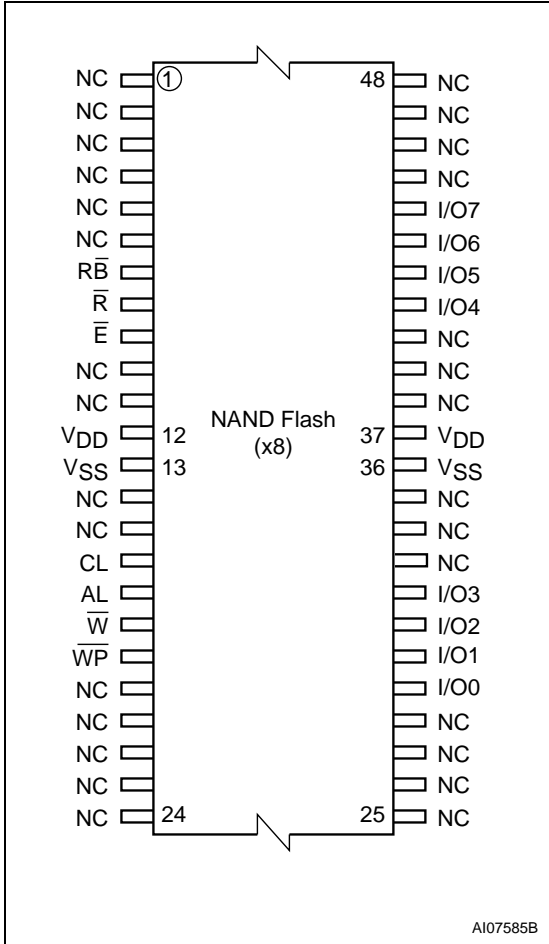 NC ① 48 NC
NC NC
NC NC
NC NC
NC I/O7
NC I/O6
RB̅ I/O5
R̅ I/O4
E̅ NC
NC NC
NC NC
NAND Flash
VDD 12 37 VDD
(x8)
VSS 13 36 VSS
NC NC
NC NC
CL NC
AL I/O3
W̅ I/O2
W̅P̅ I/O1
NC I/O0
NC NC
NC NC
NC NC
NC 24 25 NC
AI07585B